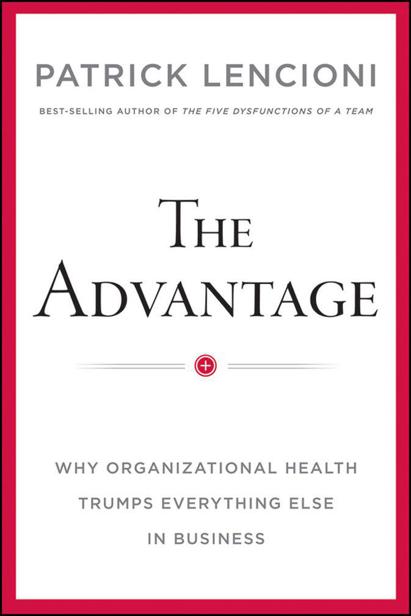 PATRICK LENCIONI
BEST-SELLING AUTHOR OF THE FIVE DYSFUNCTIONS OF A TEAM
THE
ADVANTAGE
WHY ORGANIZATIONAL HEALTH
TRUMPS EVERYTHING ELSE
IN BUSINESS